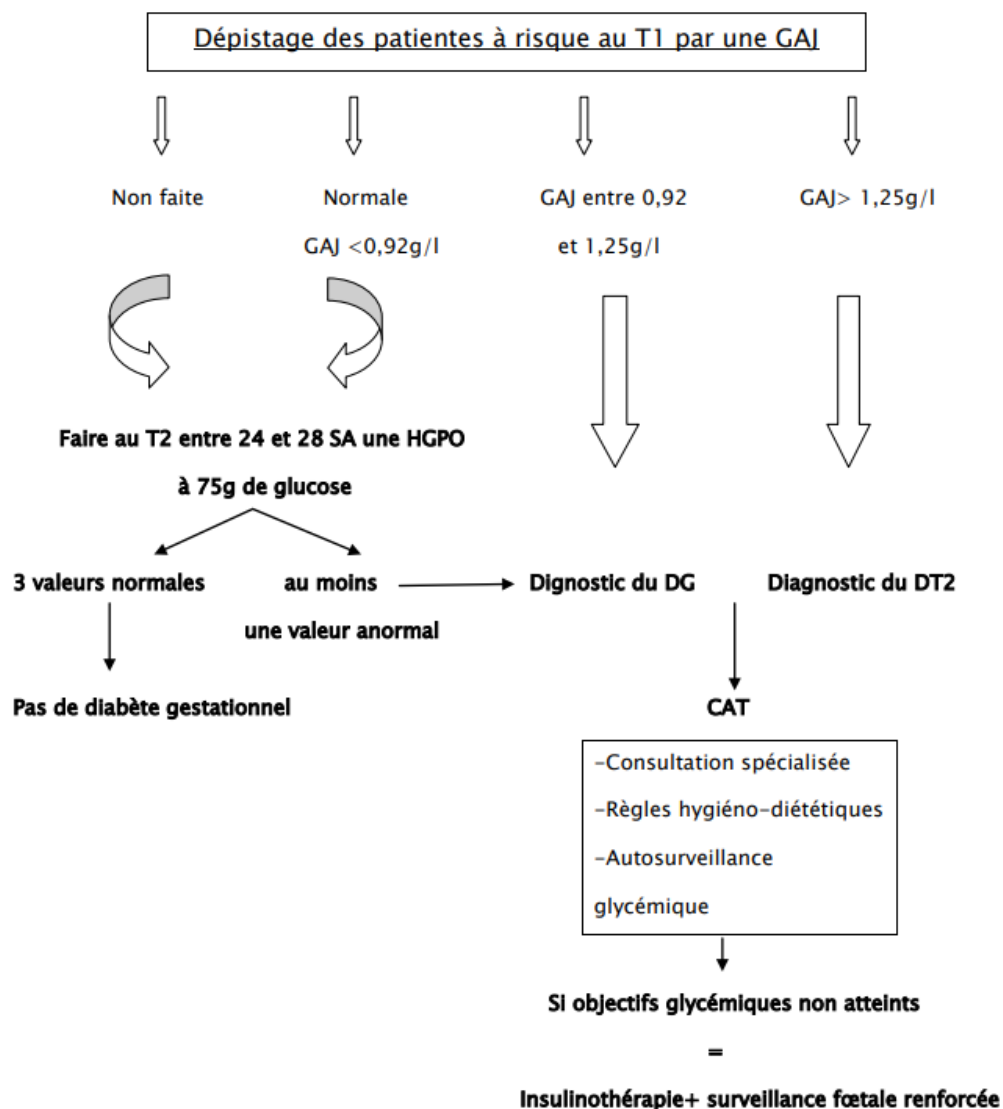 Dépistage des patientes à risque au T1 par une GAJ
Non faite
Normale
GAJ <0,92g/l
GAJ entre 0,92
et 1,25g/l
GAJ> 1,25g/l
Faire au T2 entre 24 et 28 SA une HGPO
à 75g de glucose
3 valeurs normales
au moins
une valeur anormal
Dignostic du DG
Diagnostic du DT2
Pas de diabète gestationnel
CAT
-Consultation spécialisée
-Règles hygiéno-diététiques
-Autosurveillance
glycémique
Si objectifs glycémiques non atteints
=
Insulinothérapie+ surveillance fœtale renforcée